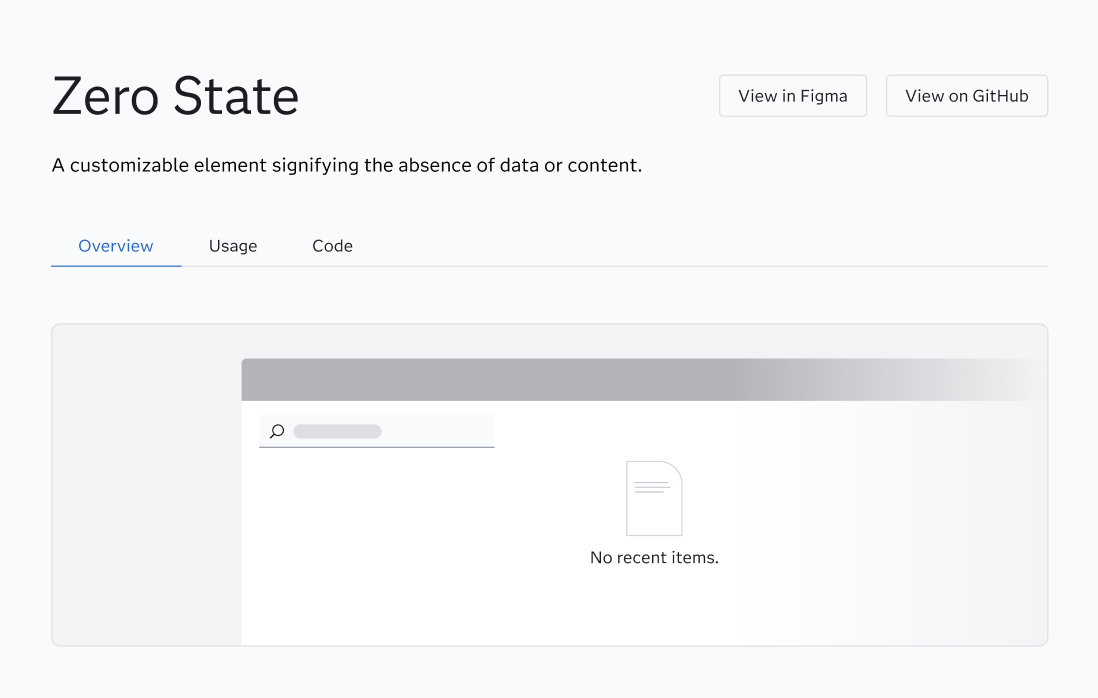 Zero State
View in Figma
View on GitHub
A customizable element signifying the absence of data or content.
Overview
Usage
Code
No recent items.